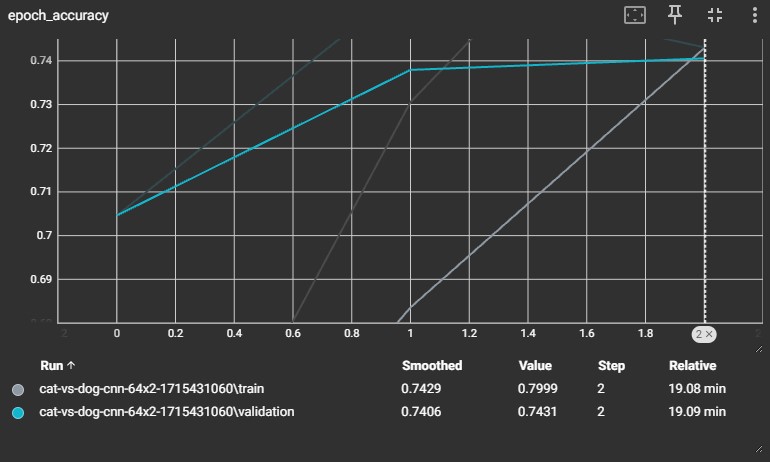 epoch_accuracy
0.74
0.73
0.72
0.71
0.7
0.69
0.68
0 0.2 0.4 0.6 0.8 1 1.2 1.4 1.6 1.8 2 ×
Run ↑ Smoothed Value Step Relative
cat-vs-dog-cnn-64x2-1715431060\train 0.7429 0.7999 2 19.08 min
cat-vs-dog-cnn-64x2-1715431060\validation 0.7406 0.7431 2 19.09 min